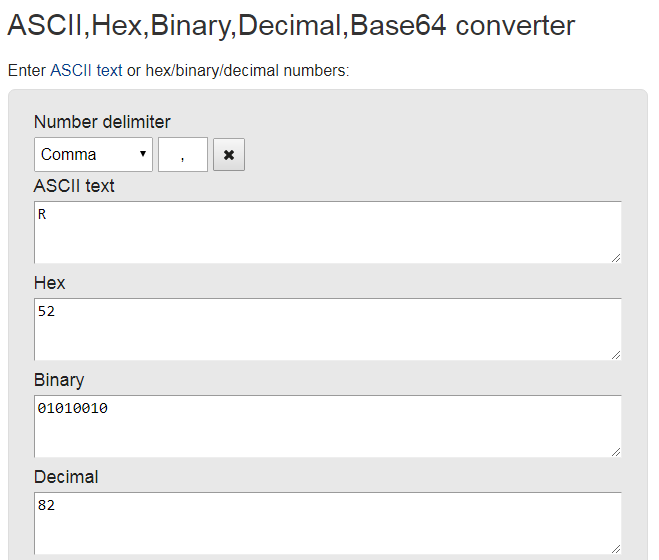 ASCII,Hex,Binary,Decimal,Base64 converter
Enter ASCII text or hex/binary/decimal numbers:
Number delimiter
Comma ,
ASCII text
R
Hex
52
Binary
01010010
Decimal
82